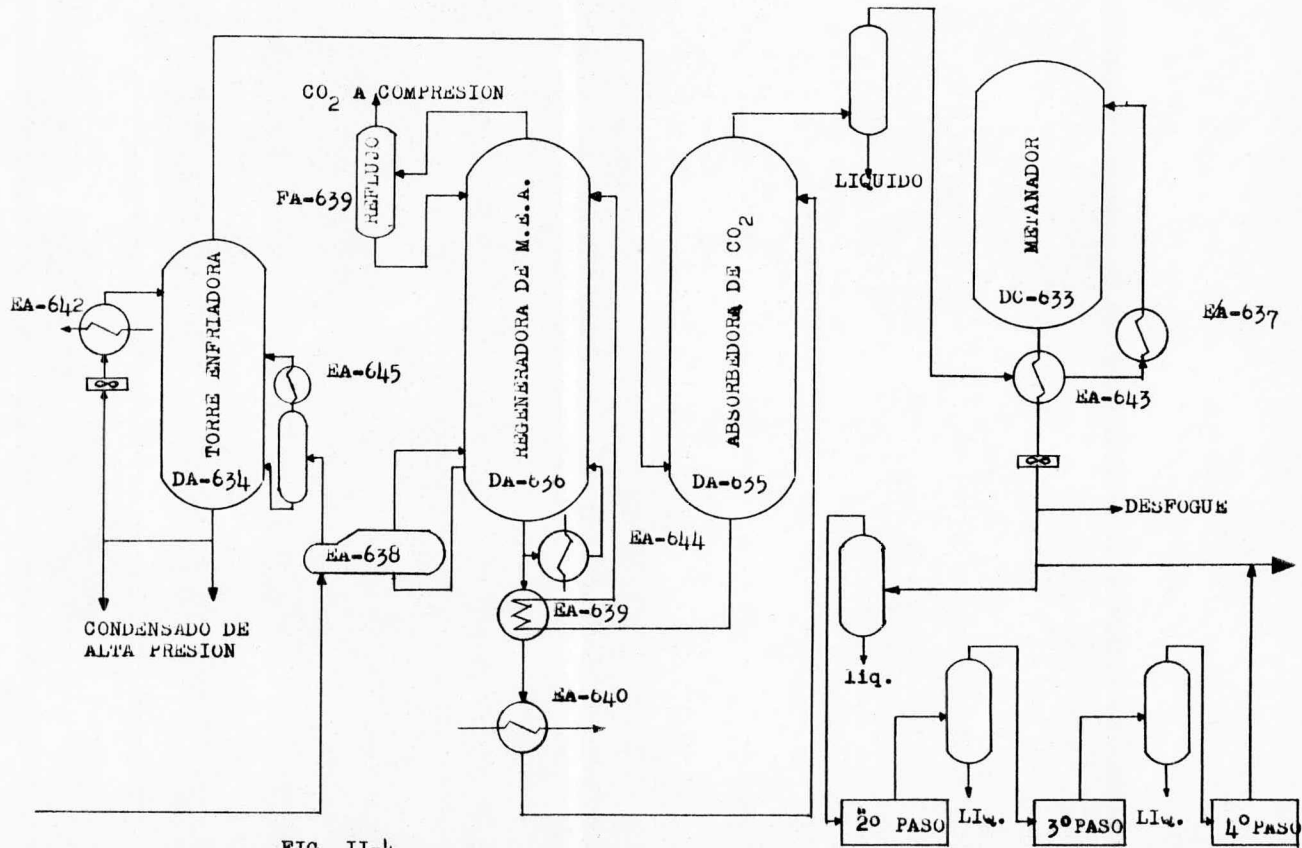 CO2 A COMPRESION
REFLUJO
FA-639
REGENERADORA DE M.E.A.
DA-636
ABSORBEDORA DE CO2
DA-635
LIQUIDO
METANADOR
DC-633
EA-637
EA-643
EA-642
TORRE ENFRIADORA
DA-634
EA-645
EA-638
EA-644
EA-639
EA-640
DESFOGUE
CONDENSADO DE
ALTA PRESION
liq.
2o PASO
LIq.
3o PASO
LIq.
4o PASO
FIG. II-4